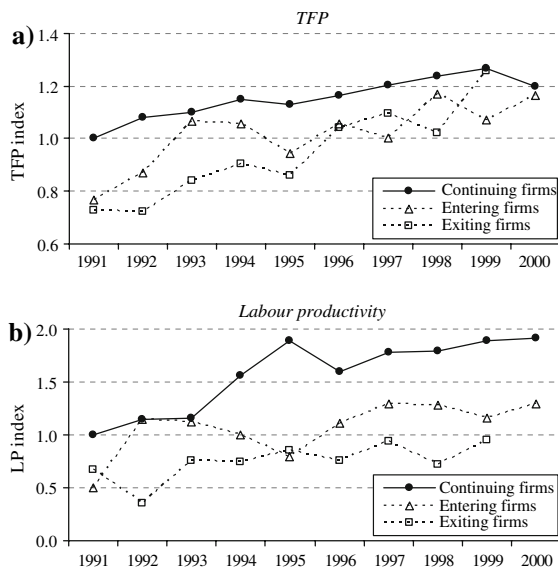 TFP
a)
1.4
1.2
1.0
0.8
0.6
TFP index
Continuing firms
Entering firms
Exiting firms
1991 1992 1993 1994 1995 1996 1997 1998 1999 2000
Labour productivity
b)
2.0
1.5
1.0
0.5
0.0
LP index
Continuing firms
Entering firms
Exiting firms
1991 1992 1993 1994 1995 1996 1997 1998 1999 2000